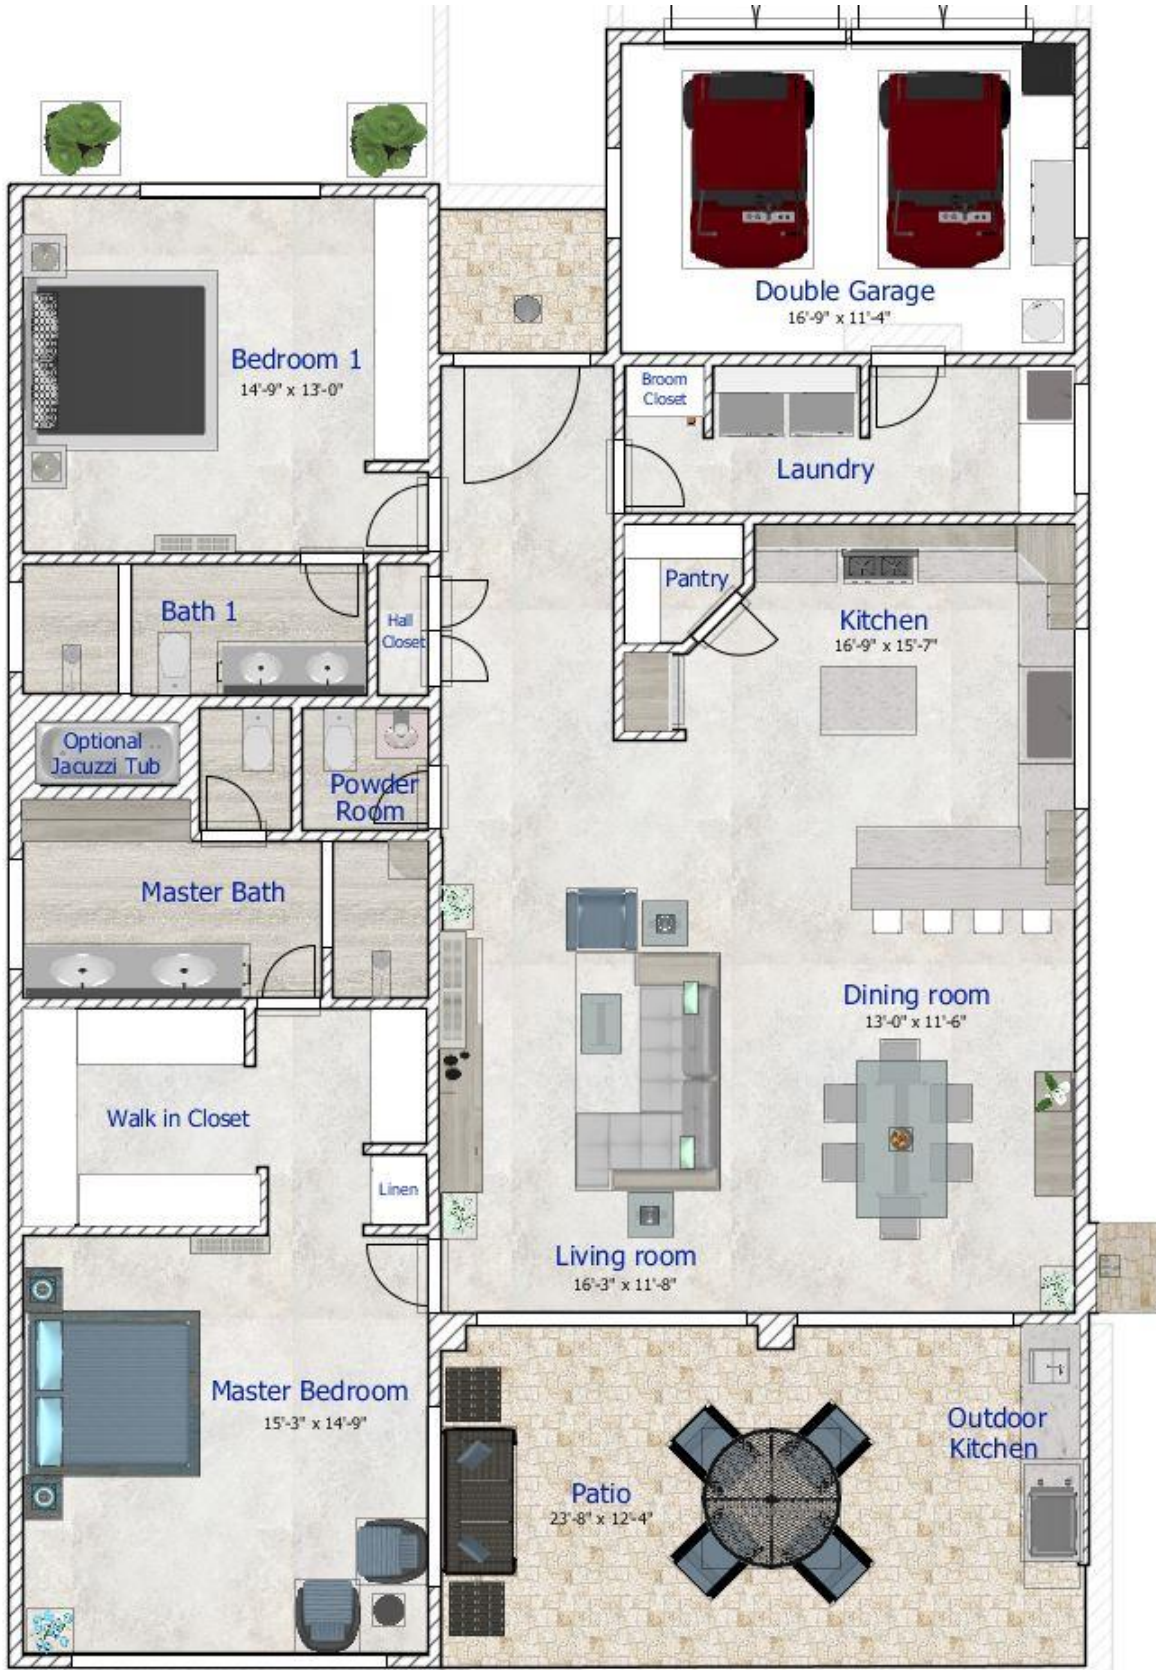 Double Garage
16'-9" x 11'-4"
Bedroom 1
14'-9" x 13'-0"
Broom
Closet
Laundry
Pantry
Kitchen
16'-9" x 15'-7"
Bath 1
Hall
Closet
Optional
Jacuzzi Tub
Powder
Room
Master Bath
Dining room
13'-0" x 11'-6"
Walk in Closet
Linen
Living room
16'-3" x 11'-8"
Master Bedroom
15'-3" x 14'-9"
Outdoor
Kitchen
Patio
23'-8" x 12'-4"